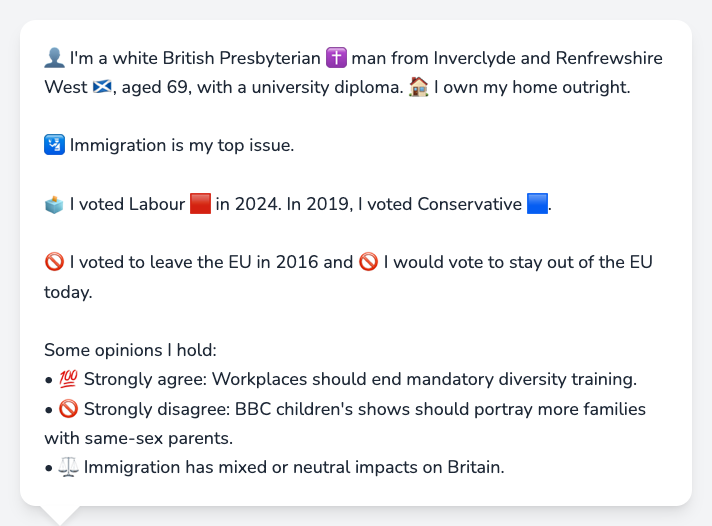 👤 I'm a white British Presbyterian ✝️ man from Inverclyde and Renfrewshire
West 🏴󠁧󠁢󠁳󠁣󠁴󠁿, aged 69, with a university diploma. 🏠 I own my home outright.
🛂 Immigration is my top issue.
🗳️ I voted Labour 🟥 in 2024. In 2019, I voted Conservative 🟦.
🚫 I voted to leave the EU in 2016 and 🚫 I would vote to stay out of the EU
today.
Some opinions I hold:
• 💯 Strongly agree: Workplaces should end mandatory diversity training.
• 🚫 Strongly disagree: BBC children's shows should portray more families
with same-sex parents.
• ⚖️ Immigration has mixed or neutral impacts on Britain.